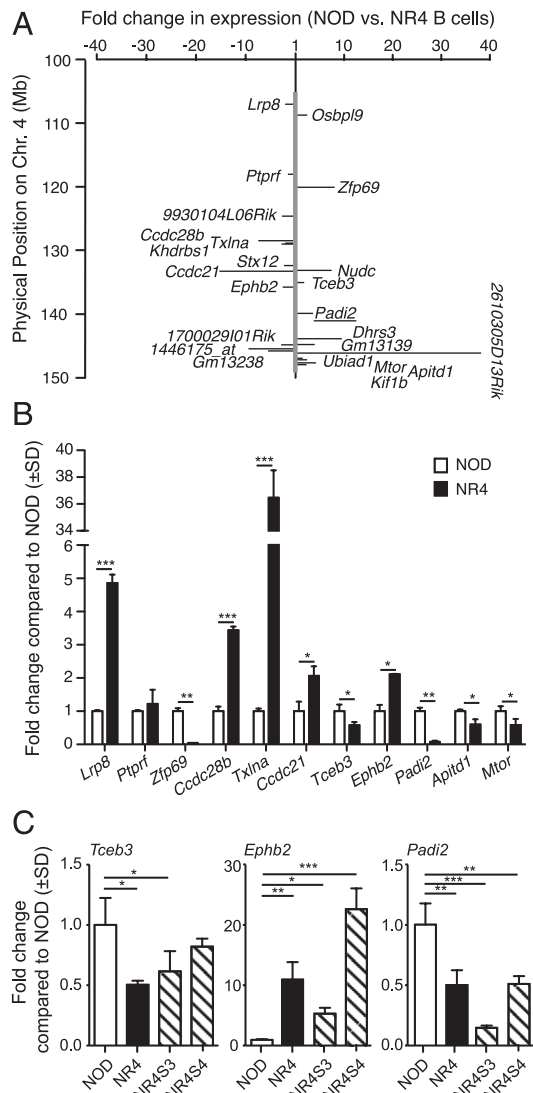 A
Fold change in expression (NOD vs. NR4 B cells)
-40 -30 -20 -10 1 10 20 30 40
Physical Position on Chr. 4 (Mb)
100
110
120
130
140
150
Lrp8
Osbpl9
Ptprf
Zfp69
9930104L06Rik
Ccdc28b
Khdrbs1
Txlna
Stx12
Ccdc21
Nudc
Ephb2
Tceb3
Padi2
1700029I01Rik
Dhrs3
1446175_at
Gm13139
Gm13238
Ubiad1
Mtor
Apitd1
Kif1b
2610305D13Rik
B
Fold change compared to NOD (±SD)
40
38
36
34
6
5
4
3
2
1
0
NOD
NR4
*** ** *** *** * * * ** * *
Lrp8 Ptprf Zfp69 Ccdc28b Txlna Ccdc21 Tceb3 Ephb2 Padi2 Apitd1 Mtor
C
Fold change
compared to NOD (±SD)
Tceb3
1.5
1.0
0.5
0.0
*
*
NOD NR4 NR4S3 NR4S4
Ephb2
30
20
10
0
***
*
**
NOD NR4 NR4S3 NR4S4
Padi2
1.5
1.0
0.5
0.0
**
***
**
NOD NR4 NR4S3 NR4S4